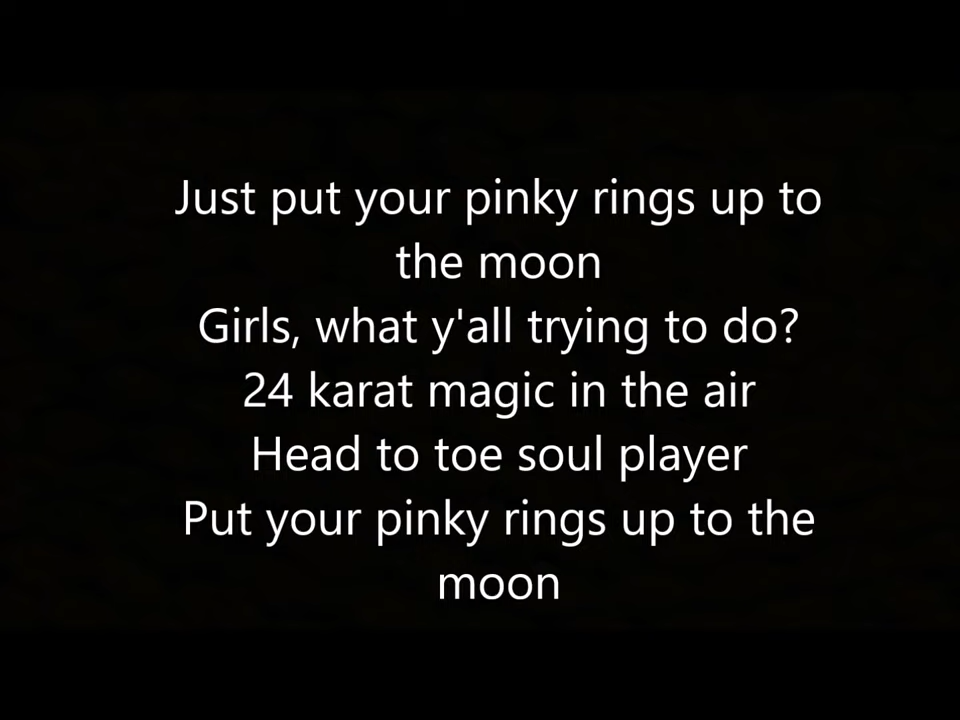 Just put your pinky rings up to
the moon
Girls, what y'all trying to do?
24 karat magic in the air
Head to toe soul player
Put your pinky rings up to the
moon